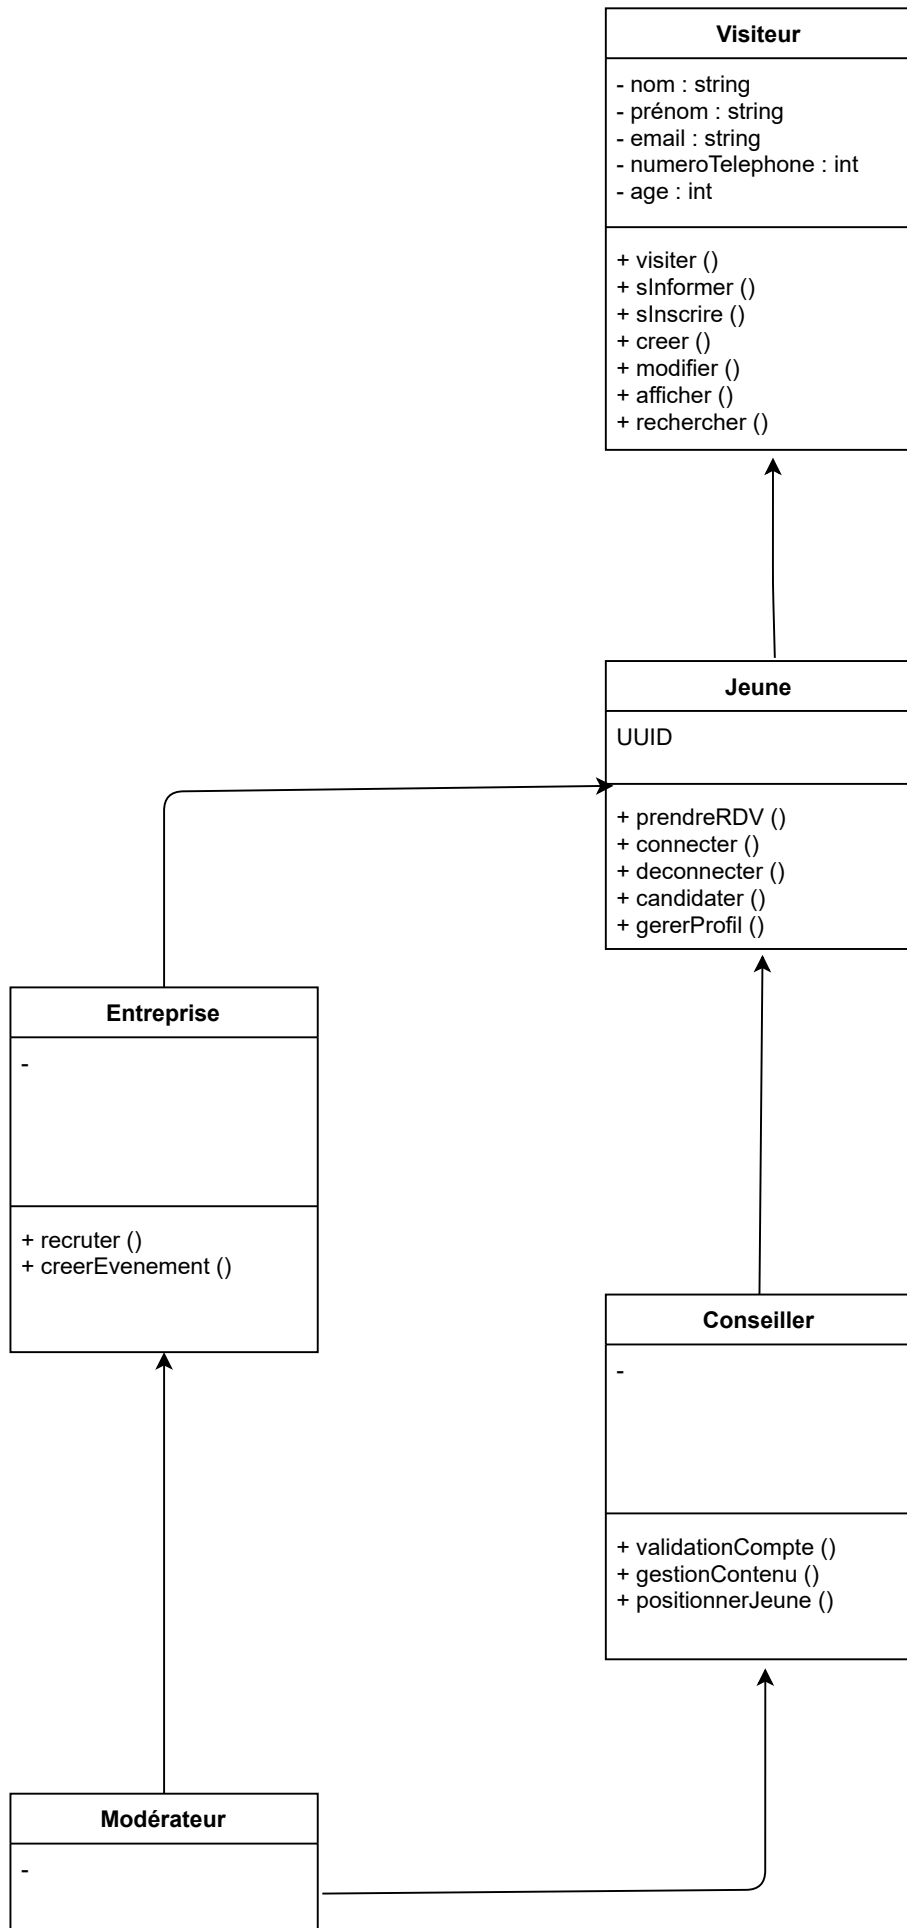 Visiteur
- nom : string
- prénom : string
- email : string
- numeroTelephone : int
- age : int
+ visiter ()
+ sInformer ()
+ sInscrire ()
+ creer ()
+ modifier ()
+ afficher ()
+ rechercher ()
Jeune
UUID
+ prendreRDV ()
+ connecter ()
+ deconnecter ()
+ candidater ()
+ gererProfil ()
Entreprise
-
+ recruter ()
+ creerEvenement ()
Conseiller
-
+ validationCompte ()
+ gestionContenu ()
+ positionnerJeune ()
Modérateur
-